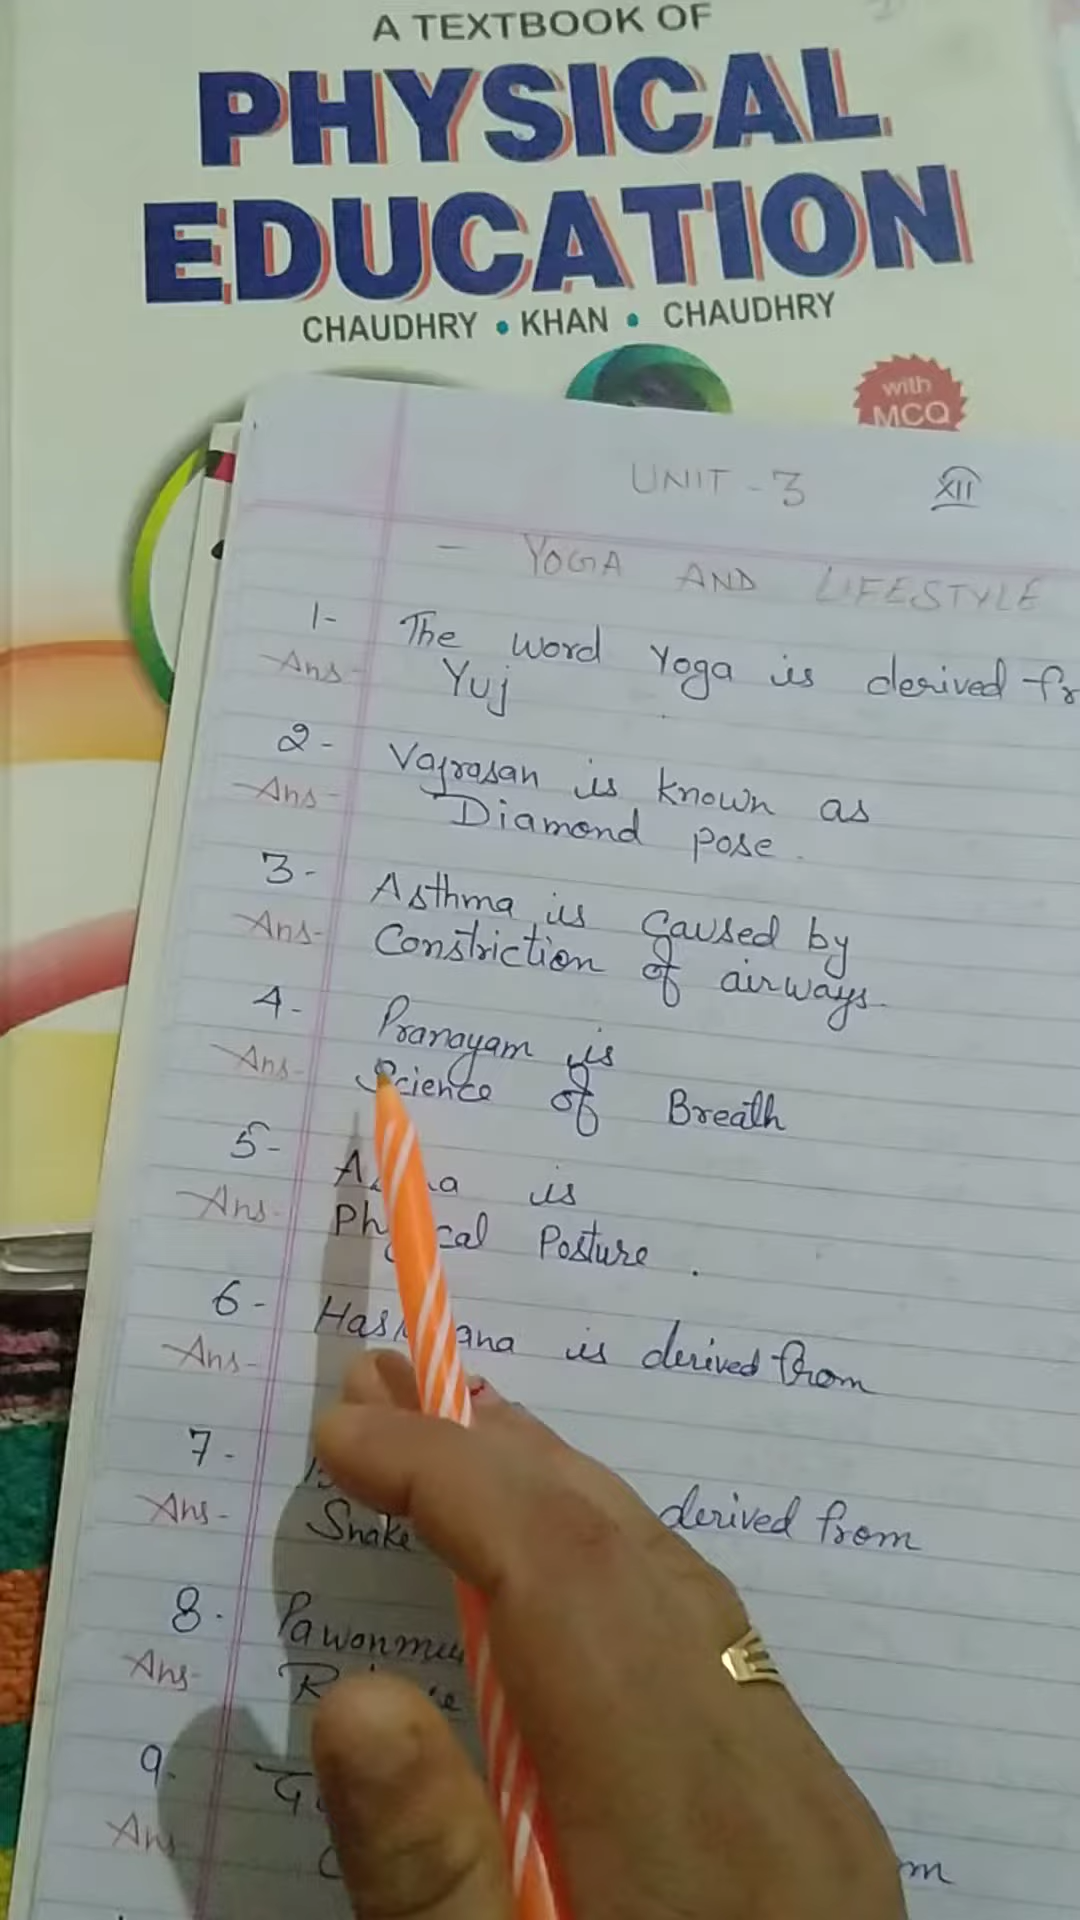 A TEXTBOOK OF
PHYSICAL
EDUCATION
CHAUDHRY • KHAN • CHAUDHRY
with
MCQ
UNIT - 3 XII
- YOGA AND LIFESTYLE
1- The word Yoga is derived
Ans- Yuj
2- Vajrasan is known as
Ans- Diamond pose.
3- Asthma is caused by
Ans- Constriction of airways-
4- Pranayam is
Ans- Science of Breath
5- is
Ans- Posture.
6- is derived from
Ans-
7- derived from
Ans- Snake
8-
Ans-
9-
Ans